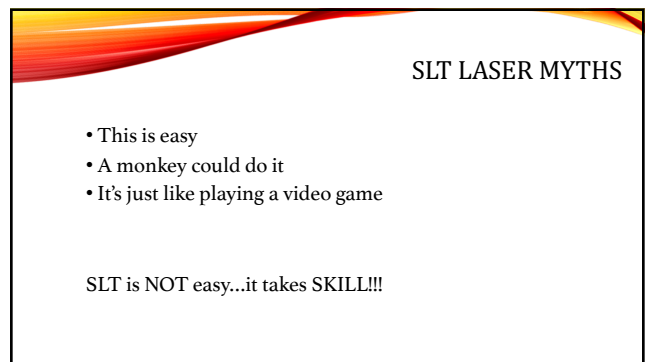 SLT LASER MYTHS
• This is easy
• A monkey could do it
• It's just like playing a video game
SLT is NOT easy...it takes SKILL!!!